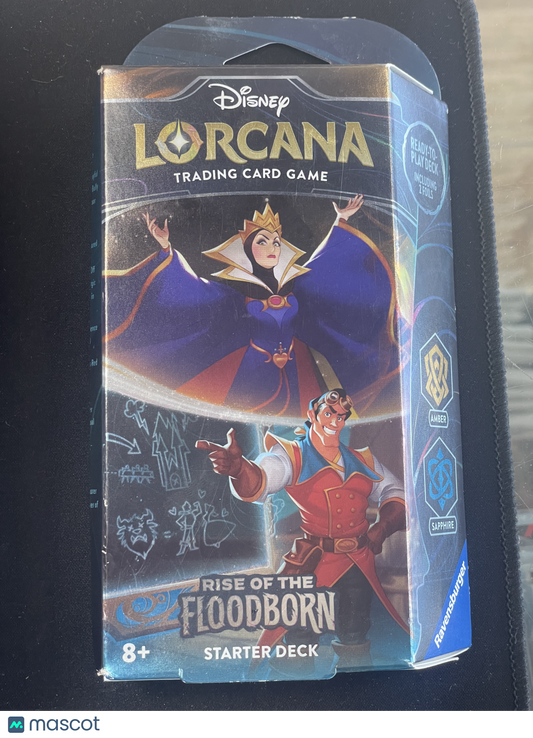 Disney
LORCANA
TRADING CARD GAME
READY-TO-
PLAY DECK
INCLUDING
AMBER
SAPPHIRE
Ravensburger
RISE OF THE
FLOODBORN
8+
STARTER DECK
mascot